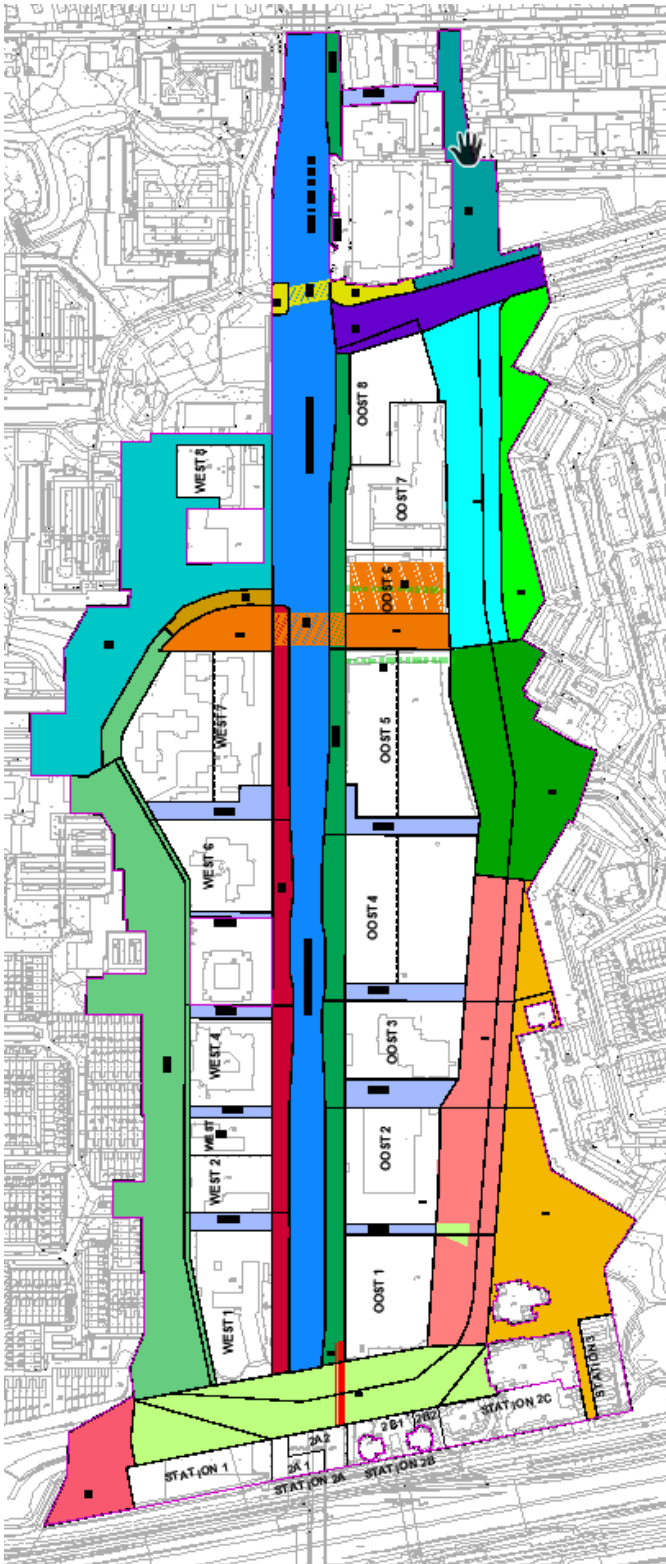 OOST 8
WEST 8
OOST 7
OOST 6
WEST 7
OOST 5
WEST 6
OOST 4
WEST 4
OOST 3
WEST
WEST 2
OOST 2
WEST 1
OOST 1
STATION 3
STATION 2C
2B1
2B2
2A2
2A1
STATION 1
STATION 2A
STATION 2B